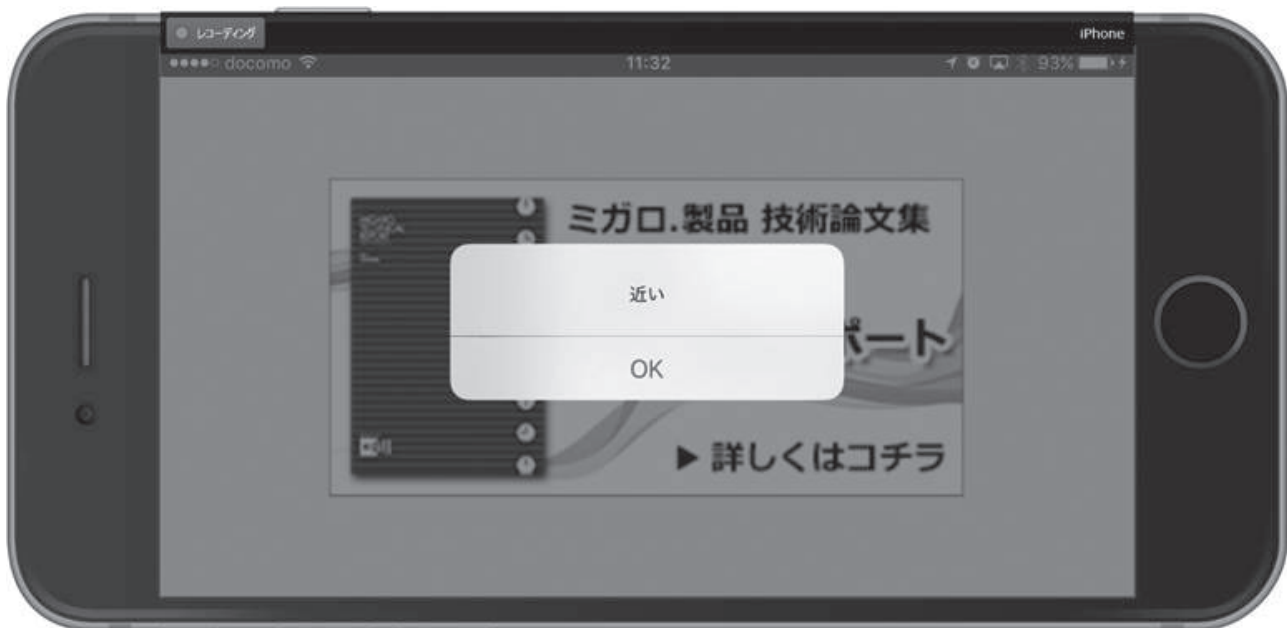 レコーディング
iPhone
docomo
11:32
93%
ミガロ.製品 技術論文集
近い
ポート
OK
▶ 詳しくはコチラ